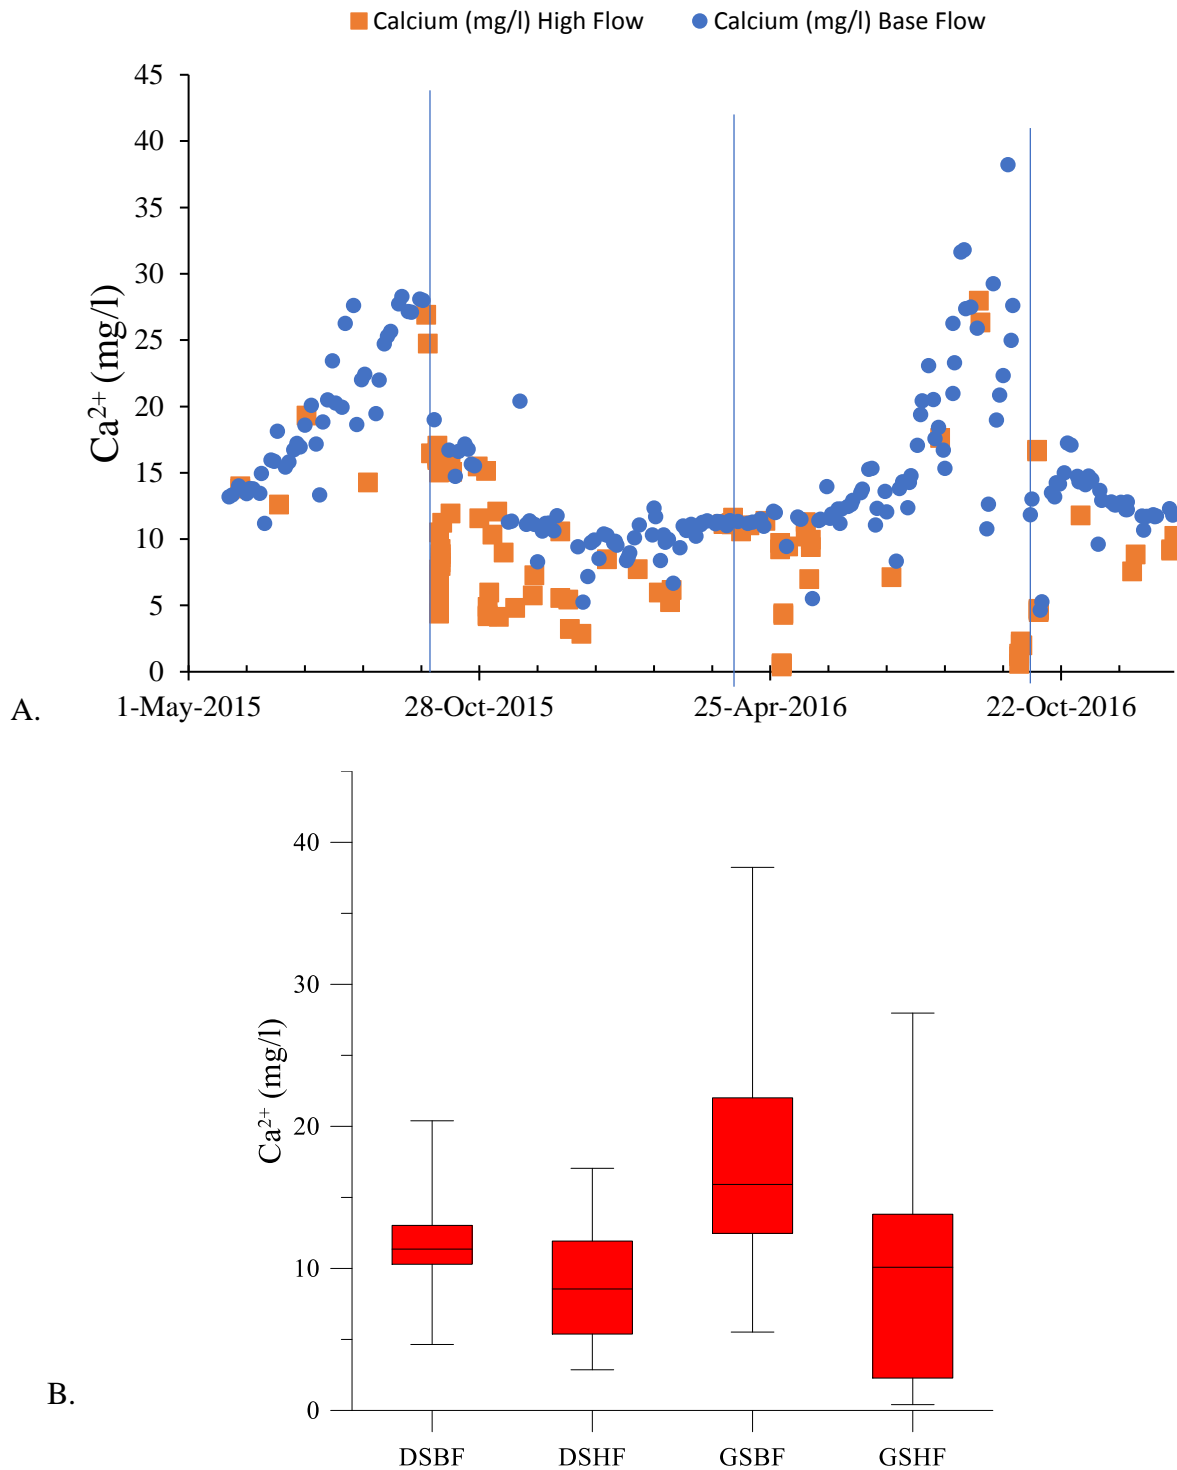 Calcium (mg/l) High Flow Calcium (mg/l) Base Flow
45
40
35
30
25
20
15
10
5
0
Ca²⁺ (mg/l)
1-May-2015 28-Oct-2015 25-Apr-2016 22-Oct-2016
A.
40
30
20
10
0
Ca²⁺ (mg/l)
B.
DSBF DSHF GSBF GSHF